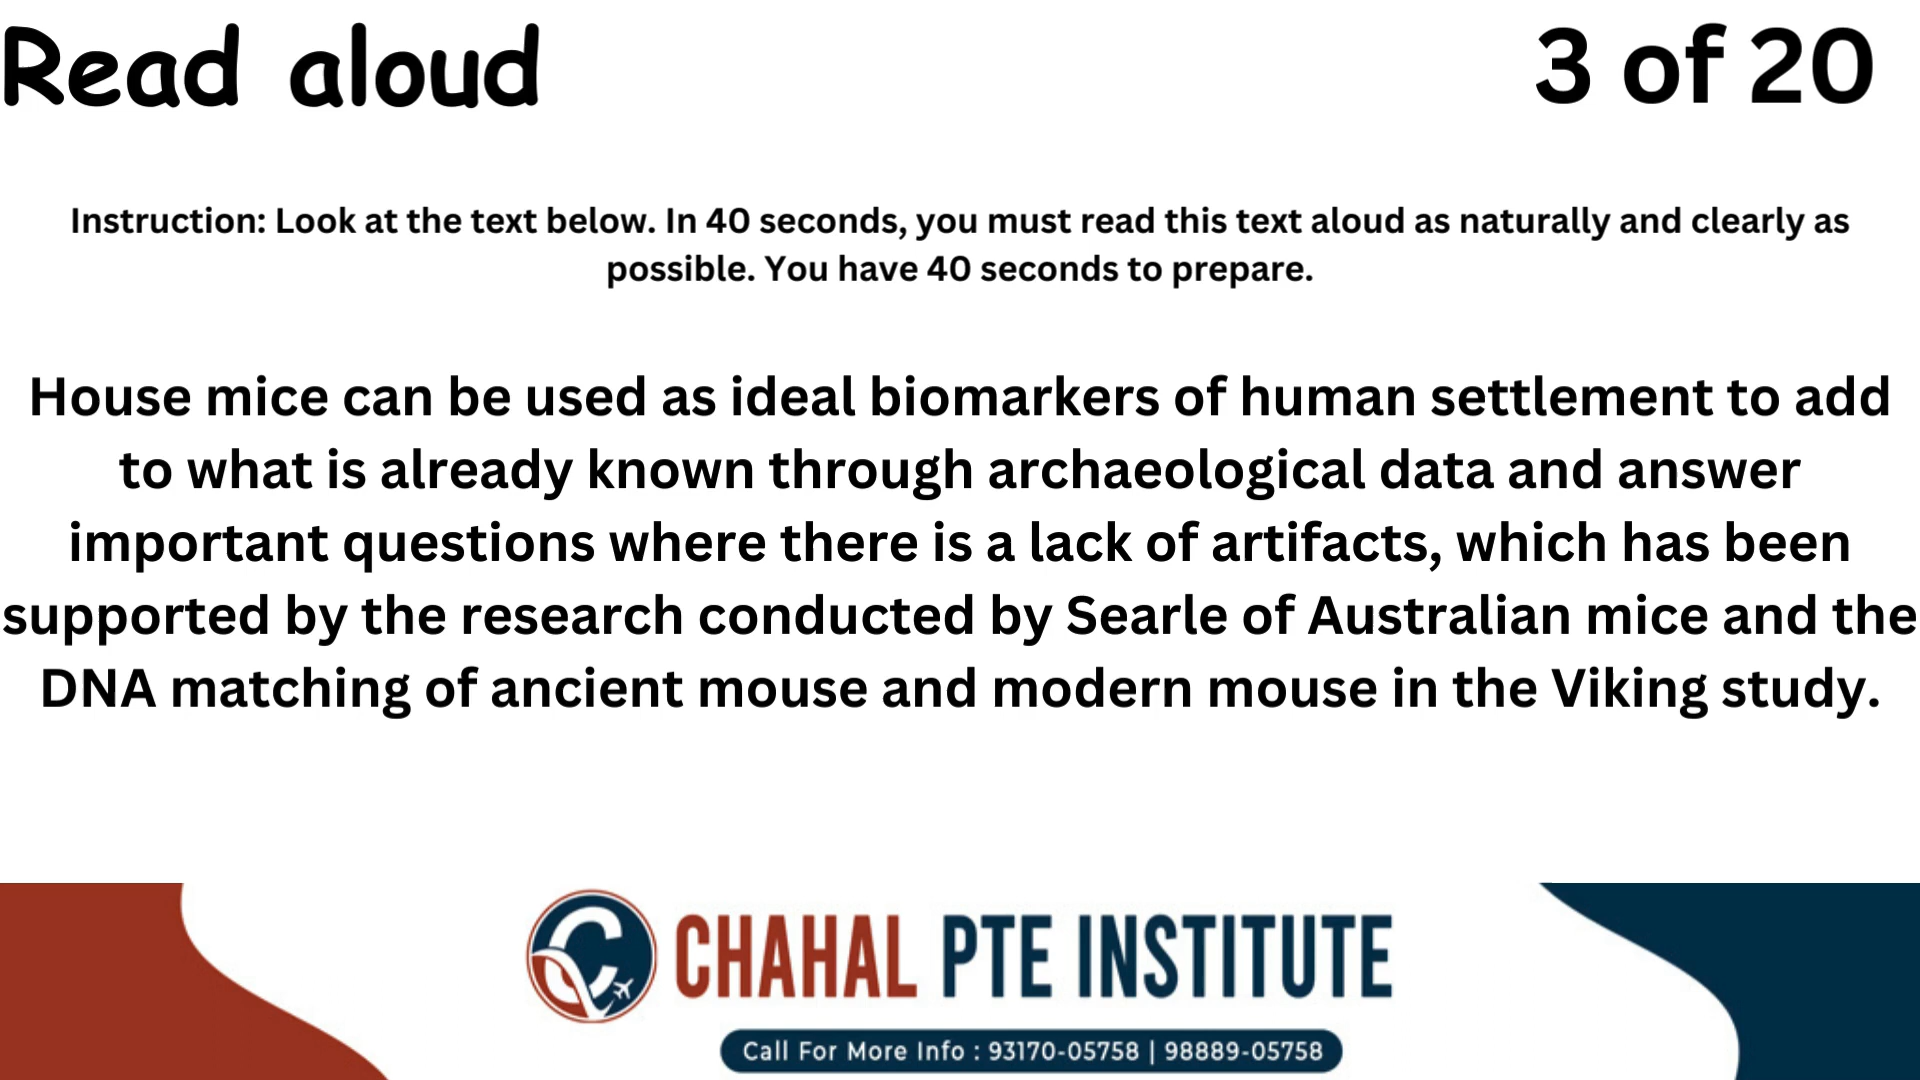 Read aloud
3 of 20
Instruction: Look at the text below. In 40 seconds, you must read this text aloud as naturally and clearly as
possible. You have 40 seconds to prepare.
House mice can be used as ideal biomarkers of human settlement to add
to what is already known through archaeological data and answer
important questions where there is a lack of artifacts, which has been
supported by the research conducted by Searle of Australian mice and the
DNA matching of ancient mouse and modern mouse in the Viking study.
CHAHAL PTE INSTITUTE
Call For More Info : 93170-05758 | 98889-05758